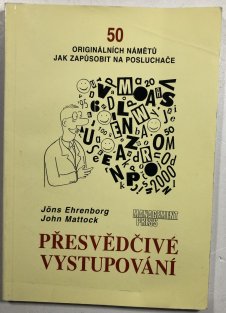 50
ORIGINÁLNÍCH NÁMĚTŮ
JAK ZAPŮSOBIT NA POSLUCHAČE
Jöns Ehrenborg
John Mattock
MANAGEMENT
PRESS
PŘESVĚDČIVÉ
VYSTUPOVÁNÍ